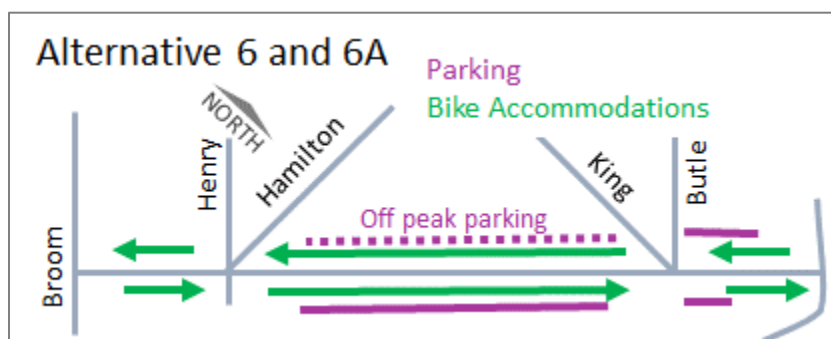 Alternative 6 and 6A
Parking
Bike Accommodations
NORTH
Henry
Hamilton
King
Butle
Off peak parking
Broom